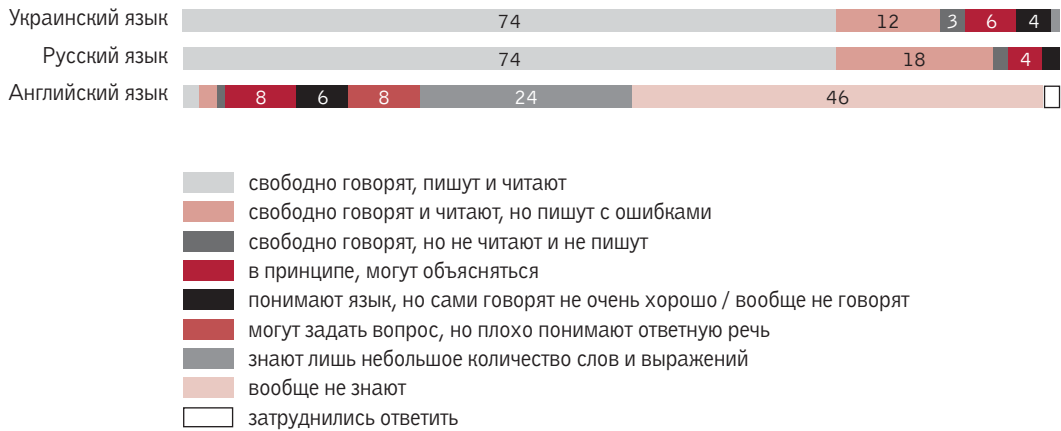 Украинский язык 74 12 3 6 4
Русский язык 74 18 4
Английский язык 8 6 8 24 46
свободно говорят, пишут и читают
свободно говорят и читают, но пишут с ошибками
свободно говорят, но не читают и не пишут
в принципе, могут объясняться
понимают язык, но сами говорят не очень хорошо / вообще не говорят
могут задать вопрос, но плохо понимают ответную речь
знают лишь небольшое количество слов и выражений
вообще не знают
затруднились ответить